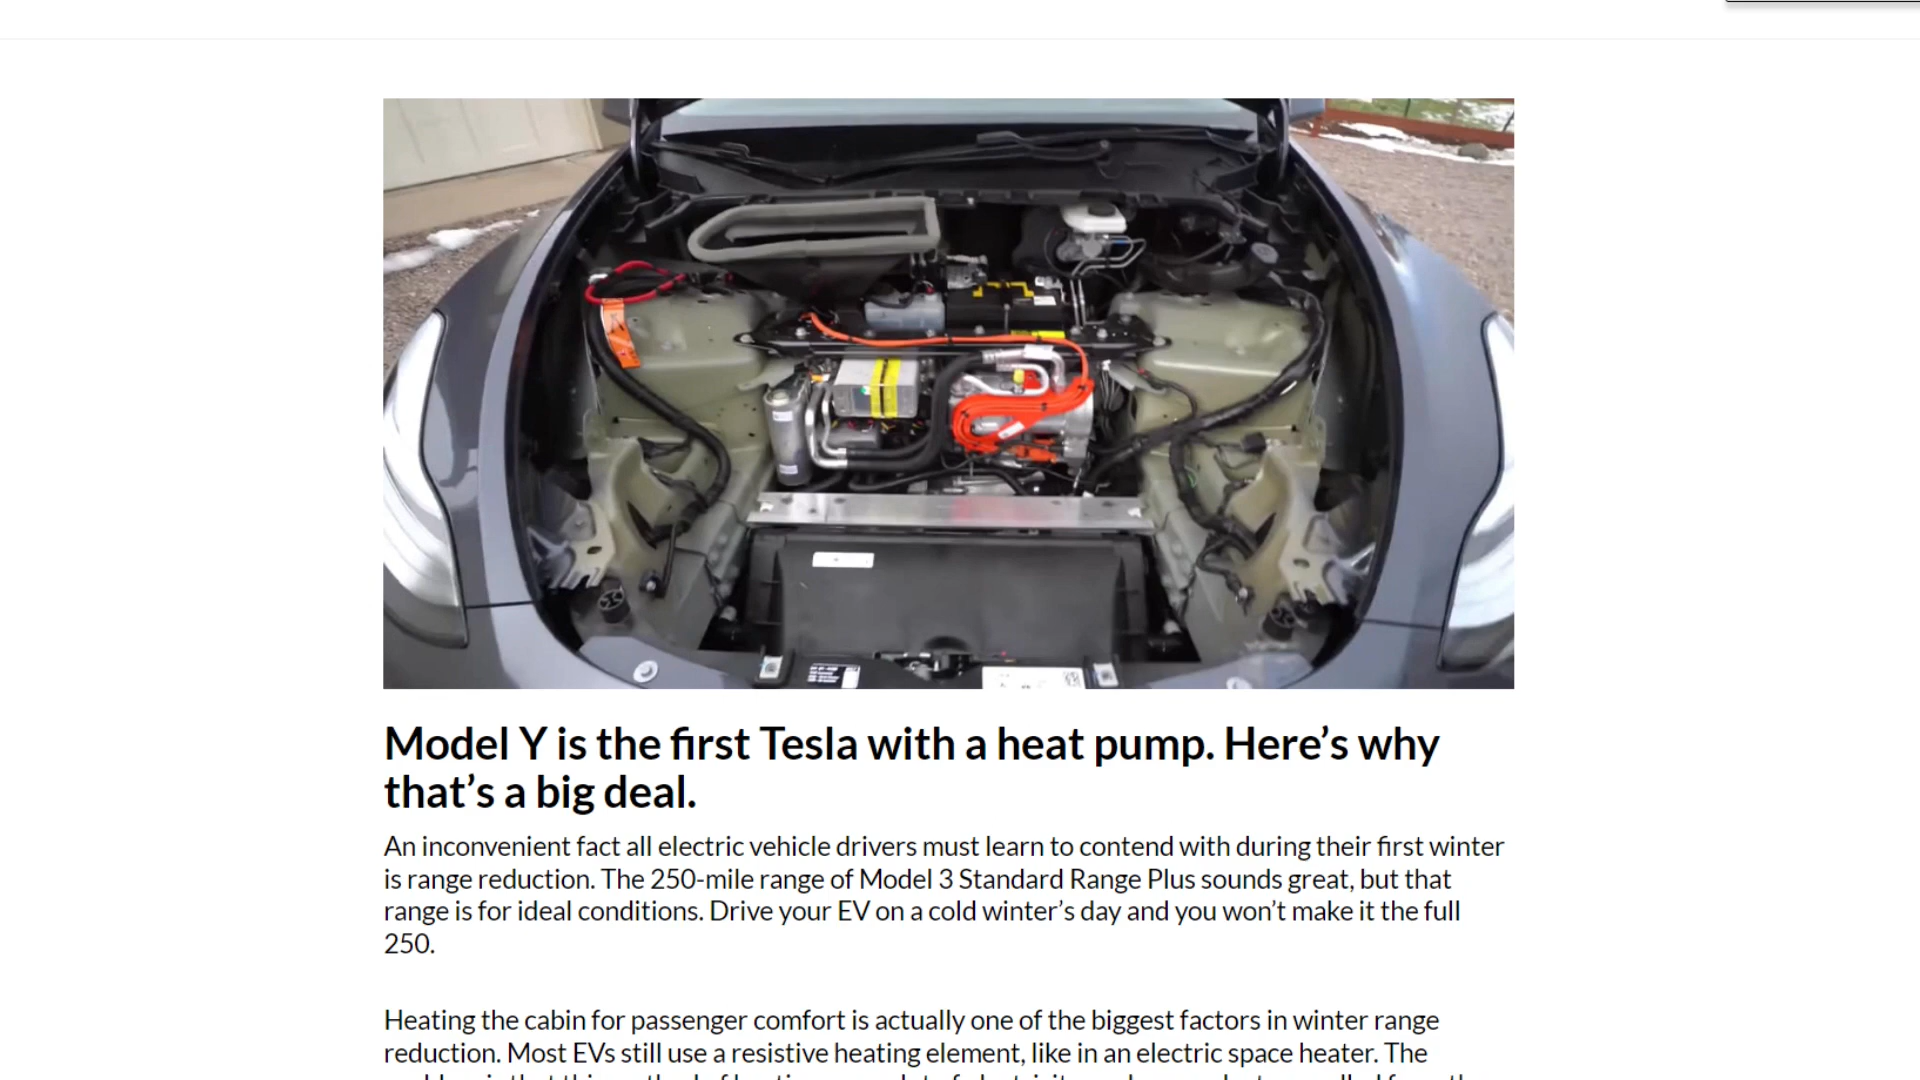 Model Y is the first Tesla with a heat pump. Here’s why
that’s a big deal.
An inconvenient fact all electric vehicle drivers must learn to contend with during their first winter
is range reduction. The 250-mile range of Model 3 Standard Range Plus sounds great, but that
range is for ideal conditions. Drive your EV on a cold winter’s day and you won’t make it the full
250.
Heating the cabin for passenger comfort is actually one of the biggest factors in winter range
reduction. Most EVs still use a resistive heating element, like in an electric space heater. The